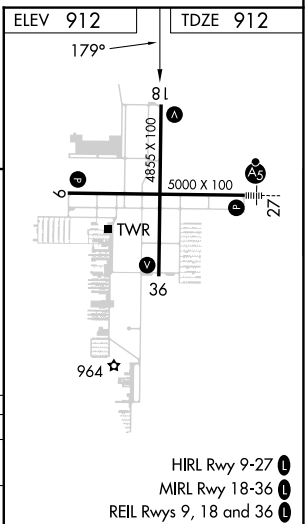 ELEV 912
TDZE 912
179°
18
V
4855 X 100
A5
5000 X 100
P
9
P
27
TWR
V
36
964
HIRL Rwy 9-27 L
MIRL Rwy 18-36 L
REIL Rwys 9, 18 and 36 L